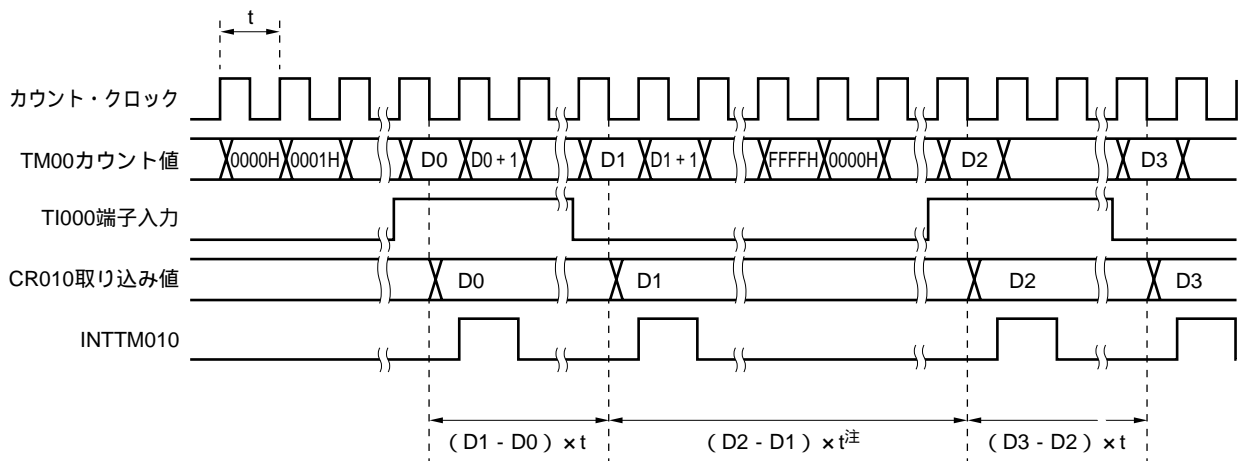 t
カウント・クロック
TM00カウント値
0000H 0001H D0 D0 + 1 D1 D1 + 1 FFFFH 0000H D2 D3
TI000端子入力
CR010取り込み値
D0 D1 D2 D3
INTTM010
（D1 - D0）× t （D2 - D1）× t注 （D3 - D2）× t